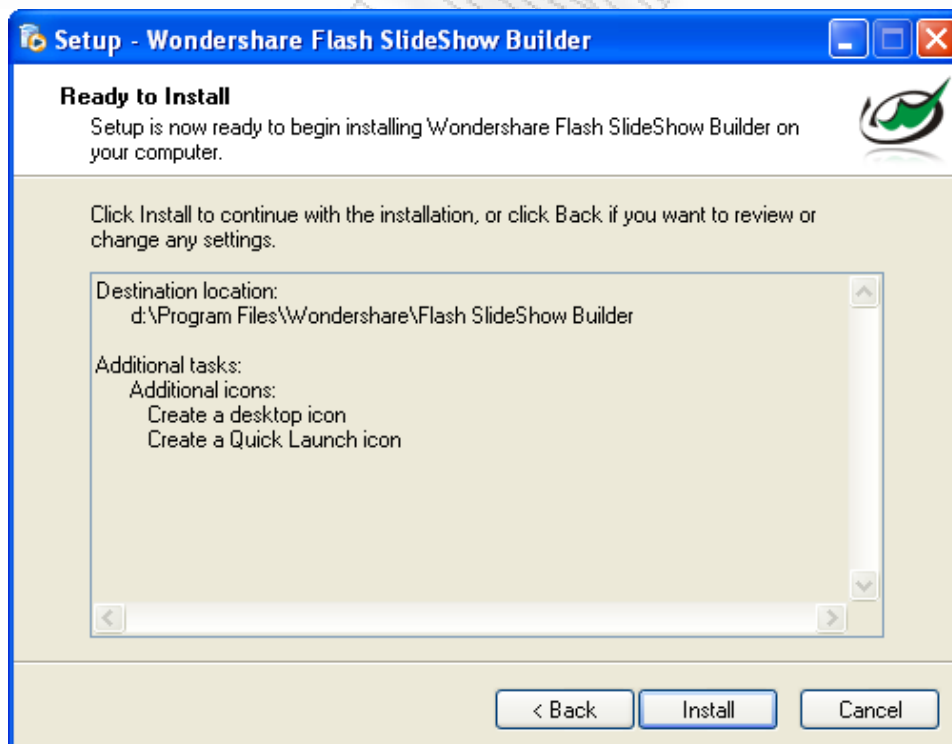 Setup - Wondershare Flash SlideShow Builder
Ready to Install
Setup is now ready to begin installing Wondershare Flash SlideShow Builder on
your computer.
Click Install to continue with the installation, or click Back if you want to review or
change any settings.
Destination location:
d:\Program Files\Wondershare\Flash SlideShow Builder
Additional tasks:
Additional icons:
Create a desktop icon
Create a Quick Launch icon
< Back
Install
Cancel